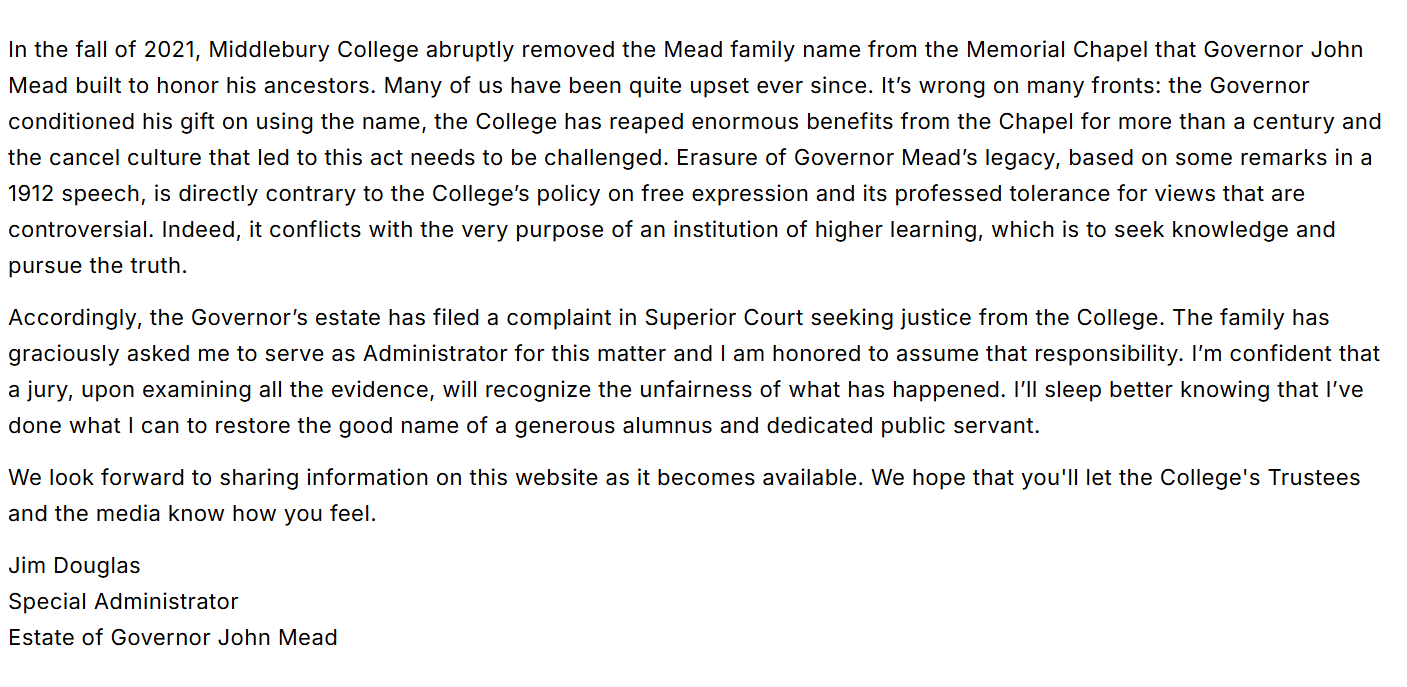 In the fall of 2021, Middlebury College abruptly removed the Mead family name from the Memorial Chapel that Governor John
Mead built to honor his ancestors. Many of us have been quite upset ever since. It’s wrong on many fronts: the Governor
conditioned his gift on using the name, the College has reaped enormous benefits from the Chapel for more than a century and
the cancel culture that led to this act needs to be challenged. Erasure of Governor Mead’s legacy, based on some remarks in a
1912 speech, is directly contrary to the College’s policy on free expression and its professed tolerance for views that are
controversial. Indeed, it conflicts with the very purpose of an institution of higher learning, which is to seek knowledge and
pursue the truth.
Accordingly, the Governor’s estate has filed a complaint in Superior Court seeking justice from the College. The family has
graciously asked me to serve as Administrator for this matter and I am honored to assume that responsibility. I’m confident that
a jury, upon examining all the evidence, will recognize the unfairness of what has happened. I’ll sleep better knowing that I’ve
done what I can to restore the good name of a generous alumnus and dedicated public servant.
We look forward to sharing information on this website as it becomes available. We hope that you'll let the College's Trustees
and the media know how you feel.
Jim Douglas
Special Administrator
Estate of Governor John Mead